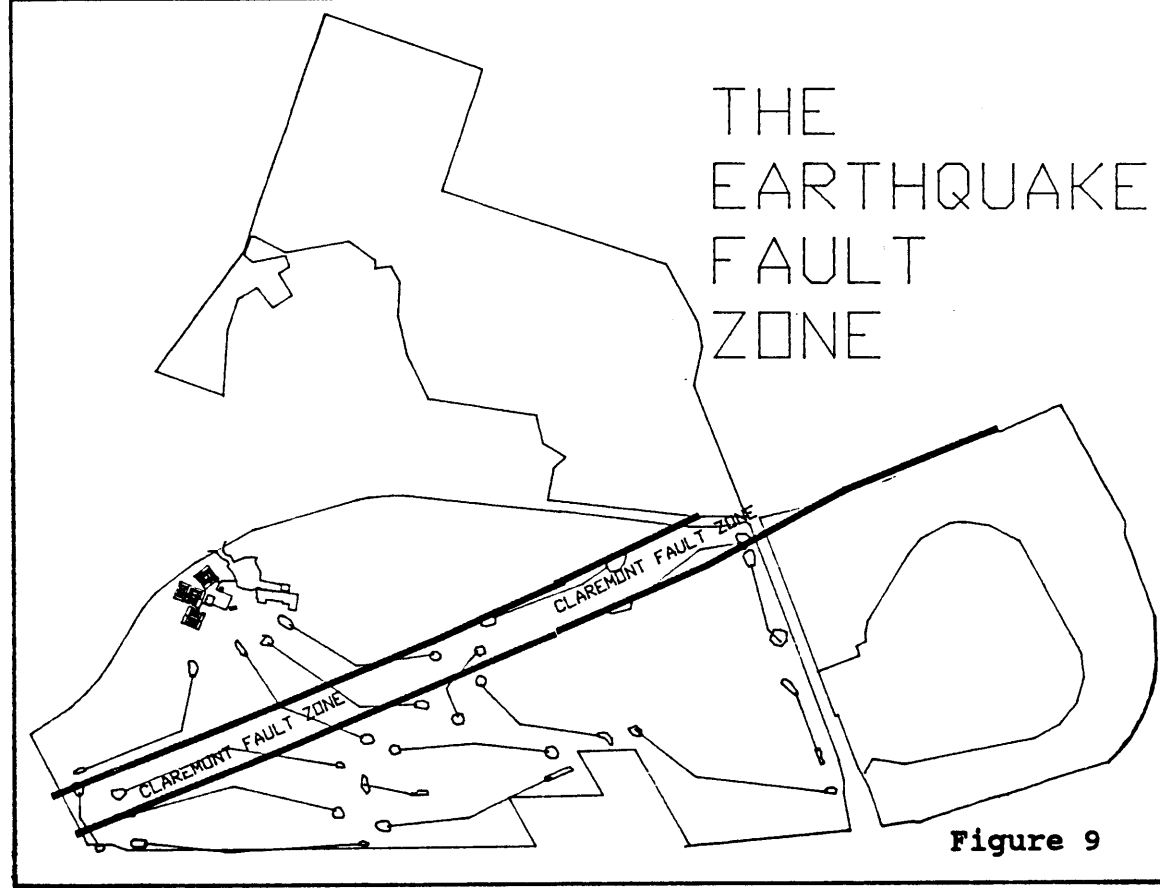 THE
EARTHQUAKE
FAULT
ZONE
CLAREMONT FAULT ZONE
CLAREMONT FAULT ZONE
Figure 9